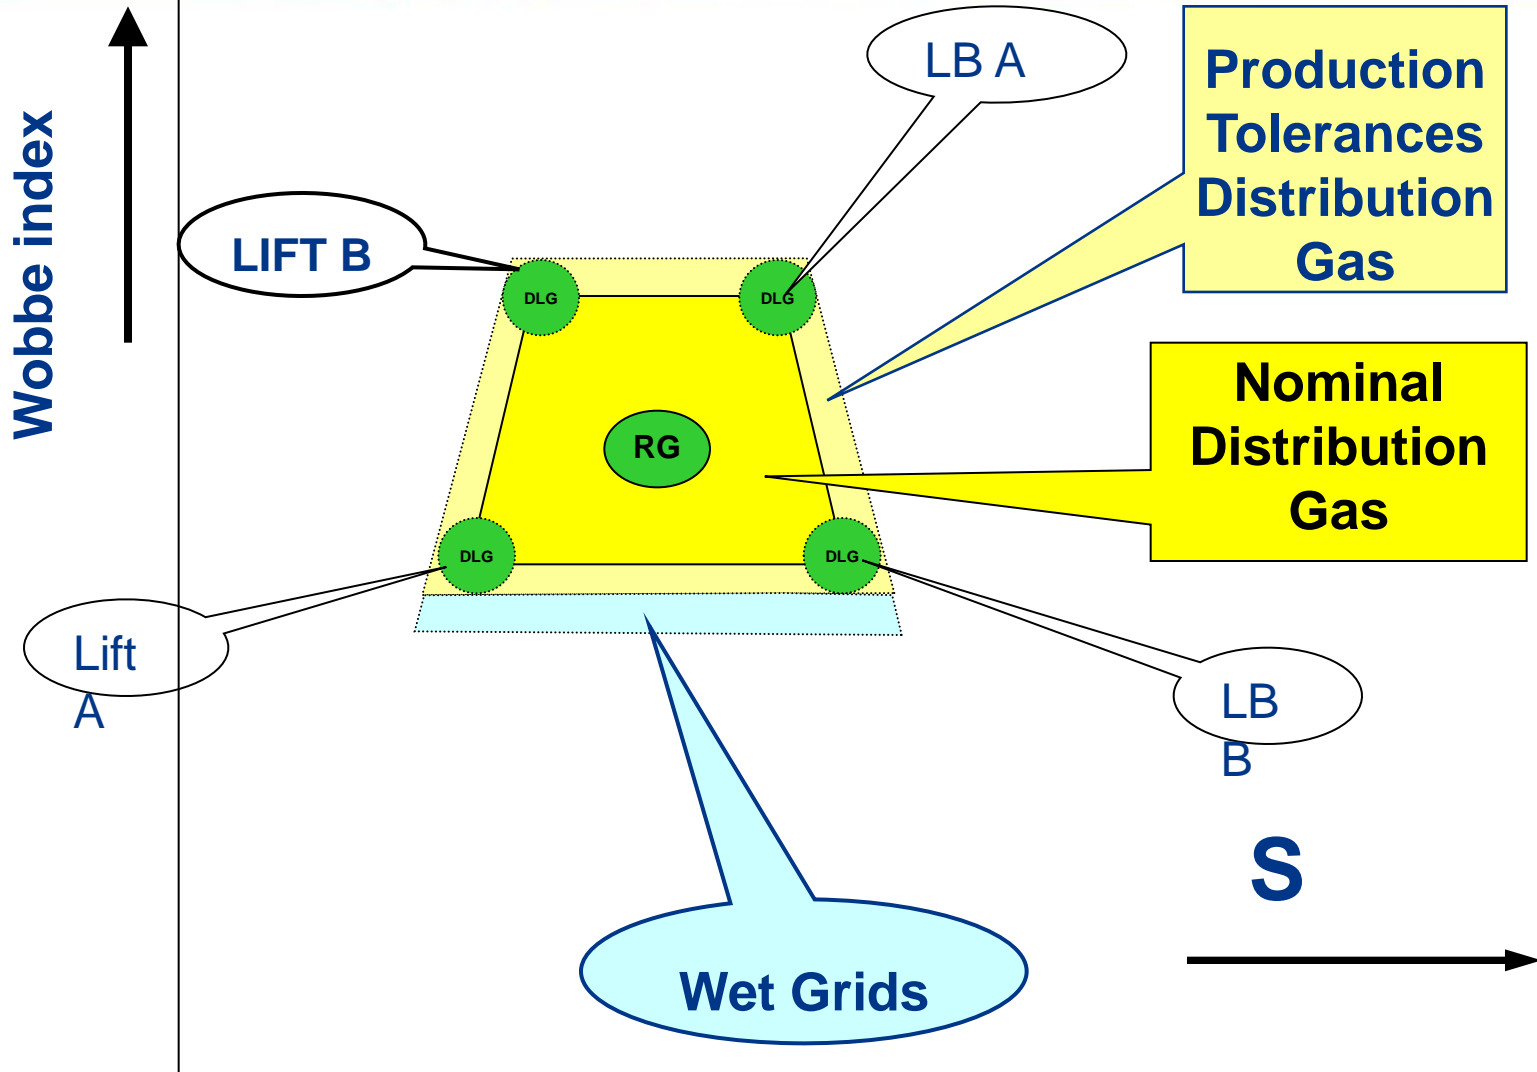 Wobbe index
LB A
Production
Tolerances
Distribution
Gas
LIFT B
DLG
DLG
Nominal
Distribution
Gas
RG
DLG
DLG
Lift
A
LB
B
S
Wet Grids